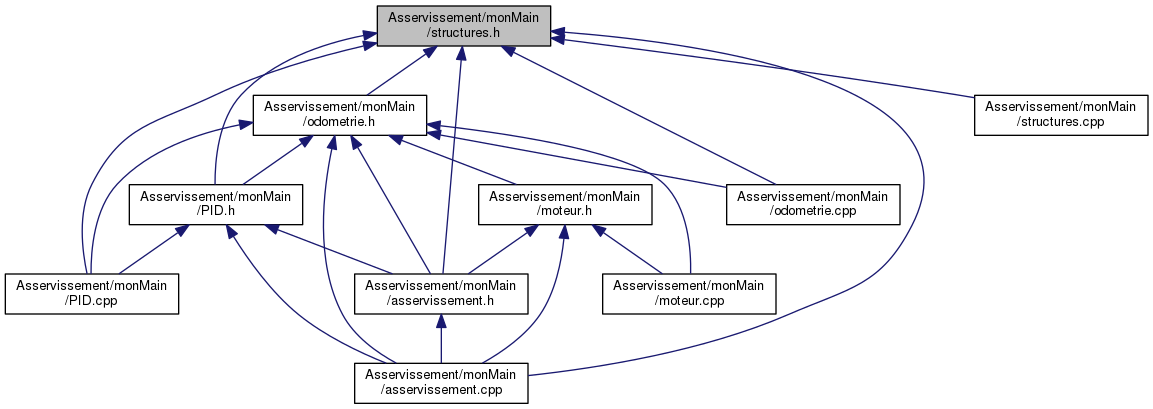 Asservissement/monMain
/structures.h
Asservissement/monMain
/odometrie.h
Asservissement/monMain
/structures.cpp
Asservissement/monMain
/PID.h
Asservissement/monMain
/moteur.h
Asservissement/monMain
/odometrie.cpp
Asservissement/monMain
/PID.cpp
Asservissement/monMain
/asservissement.h
Asservissement/monMain
/moteur.cpp
Asservissement/monMain
/asservissement.cpp